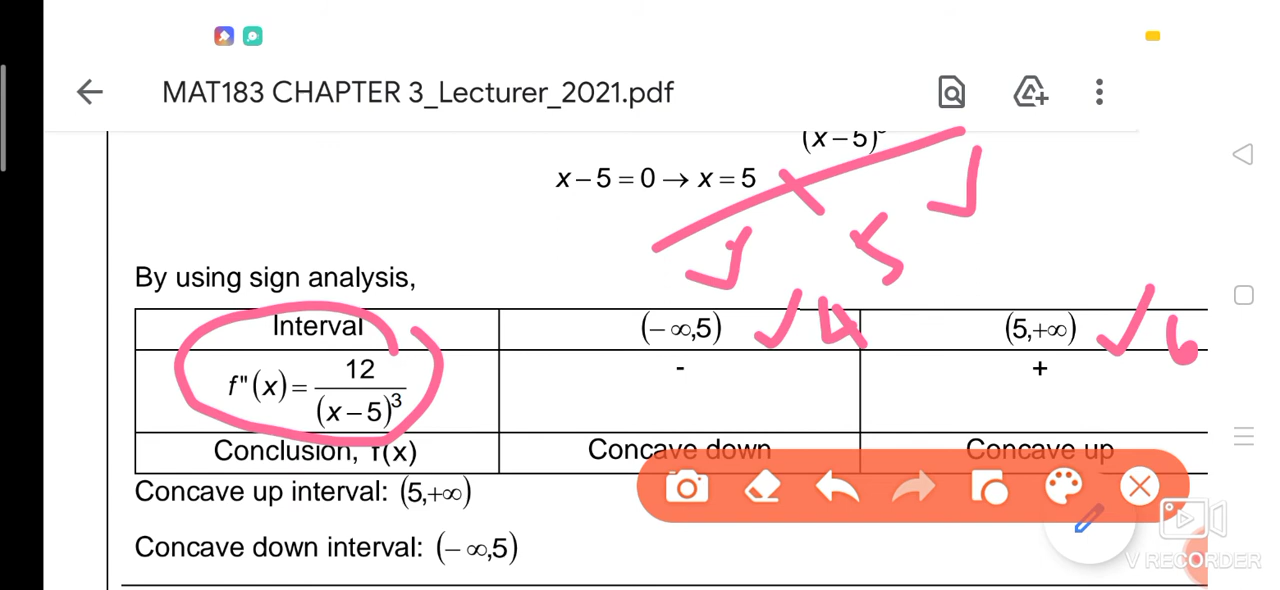 MAT183 CHAPTER 3_Lecturer_2021.pdf
(x – 5)
x – 5 = 0 → x = 5
5
By using sign analysis,
Interval (– ∞,5) 4 (5,+∞) 6
f"(x) = 12 / (x – 5)³ - +
Conclusion, f(x) Concave down Concave up
Concave up interval: (5,+∞)
Concave down interval: (– ∞,5)
V RECORDER